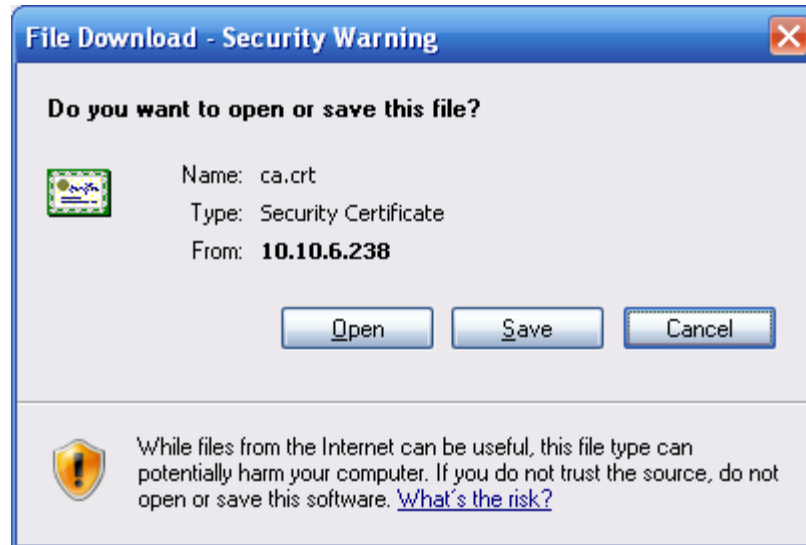 File Download - Security Warning
Do you want to open or save this file?
Name: ca.crt
Type: Security Certificate
From: 10.10.6.238
Open Save Cancel
While files from the Internet can be useful, this file type can
potentially harm your computer. If you do not trust the source, do not
open or save this software. What's the risk?